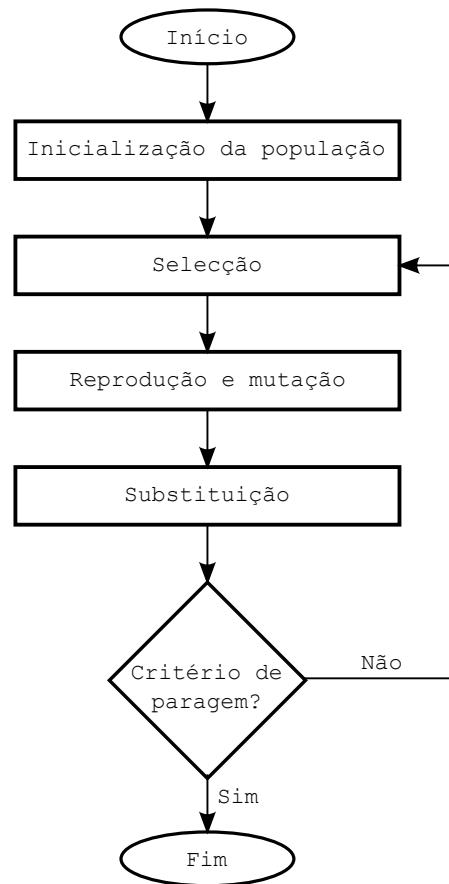 Início
Inicialização da população
Selecção
Reprodução e mutação
Substituição
Critério de
paragem?
Não
Sim
Fim